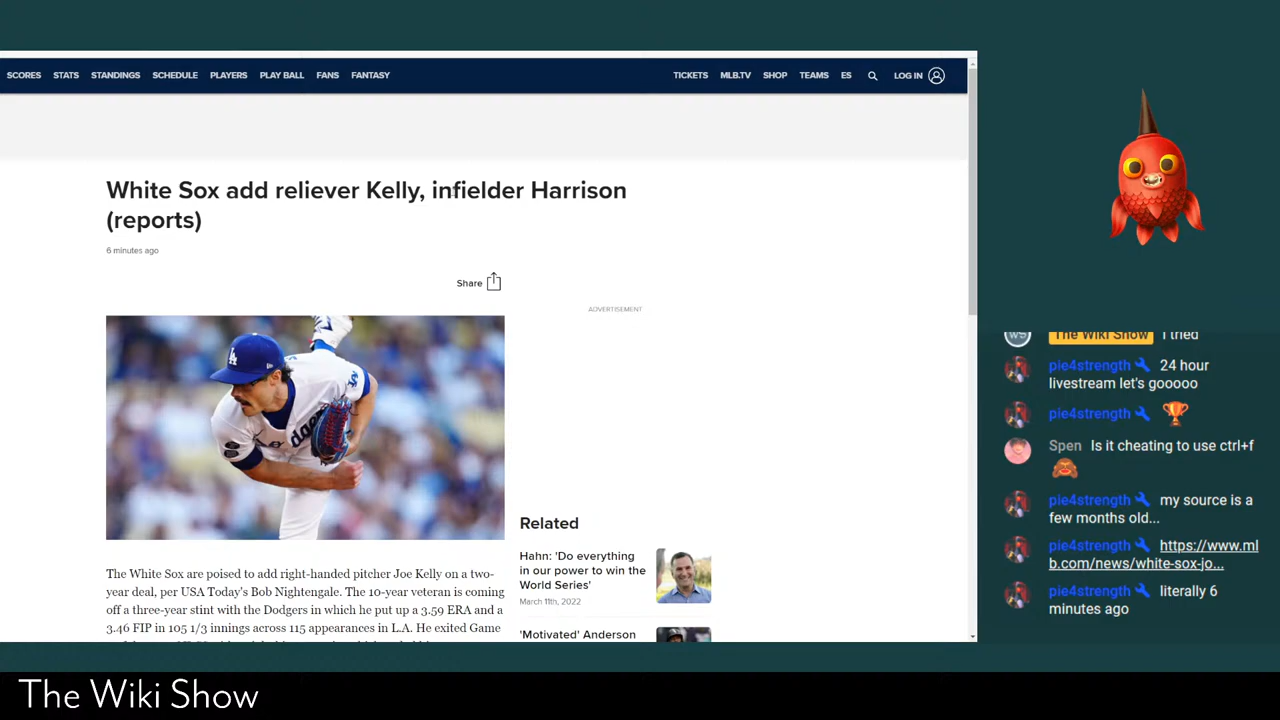 SCORES STATS STANDINGS SCHEDULE PLAYERS PLAY BALL FANS FANTASY TICKETS MLB.TV SHOP TEAMS ES LOG IN
White Sox add reliever Kelly, infielder Harrison
(reports)
6 minutes ago
Share
ADVERTISEMENT
The White Sox are poised to add right-handed pitcher Joe Kelly on a two-
year deal, per USA Today's Bob Nightengale. The 10-year veteran is coming
off a three-year stint with the Dodgers in which he put up a 3.59 ERA and a
3.46 FIP in 105 1/3 innings across 115 appearances in L.A. He exited Game
Related
Hahn: 'Do everything
in our power to win the
World Series'
March 11th, 2022
'Motivated' Anderson
The Wiki Show I tried
pie4strength 24 hour
livestream let's gooooo
pie4strength
Spen Is it cheating to use ctrl+f
pie4strength my source is a
few months old...
pie4strength https://www.ml
b.com/news/white-sox-jo...
pie4strength literally 6
minutes ago
The Wiki Show